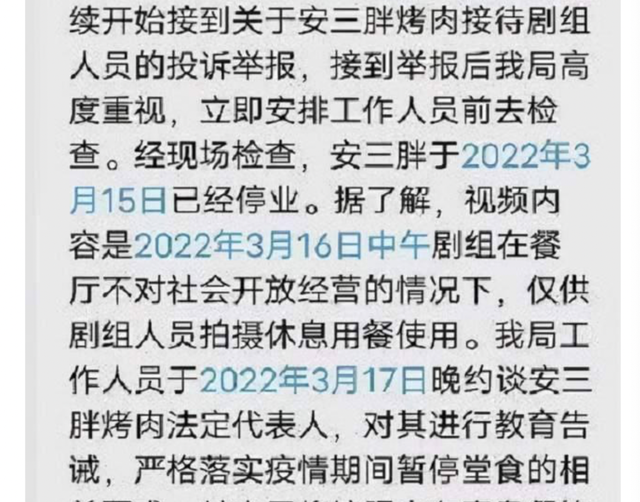 续开始接到关于安三胖烤肉接待剧组
人员的投诉举报，接到举报后我局高
度重视，立即安排工作人员前去检
查。经现场检查，安三胖于2022年3
月15日已经停业。据了解，视频内
容是2022年3月16日中午剧组在餐
厅不对社会开放经营的情况下，仅供
剧组人员拍摄休息用餐使用。我局工
作人员于2022年3月17日晚约谈安三
胖烤肉法定代表人，对其进行教育告
诫，严格落实疫情期间暂停堂食的相